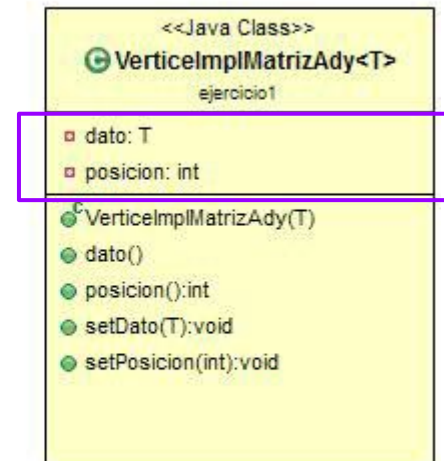 <<Java Class>>
VerticeImplMatrizAdy<T>
ejercicio1
dato: T
posicion: int
VerticeImplMatrizAdy(T)
dato()
posicion():int
setDato(T):void
setPosicion(int):void